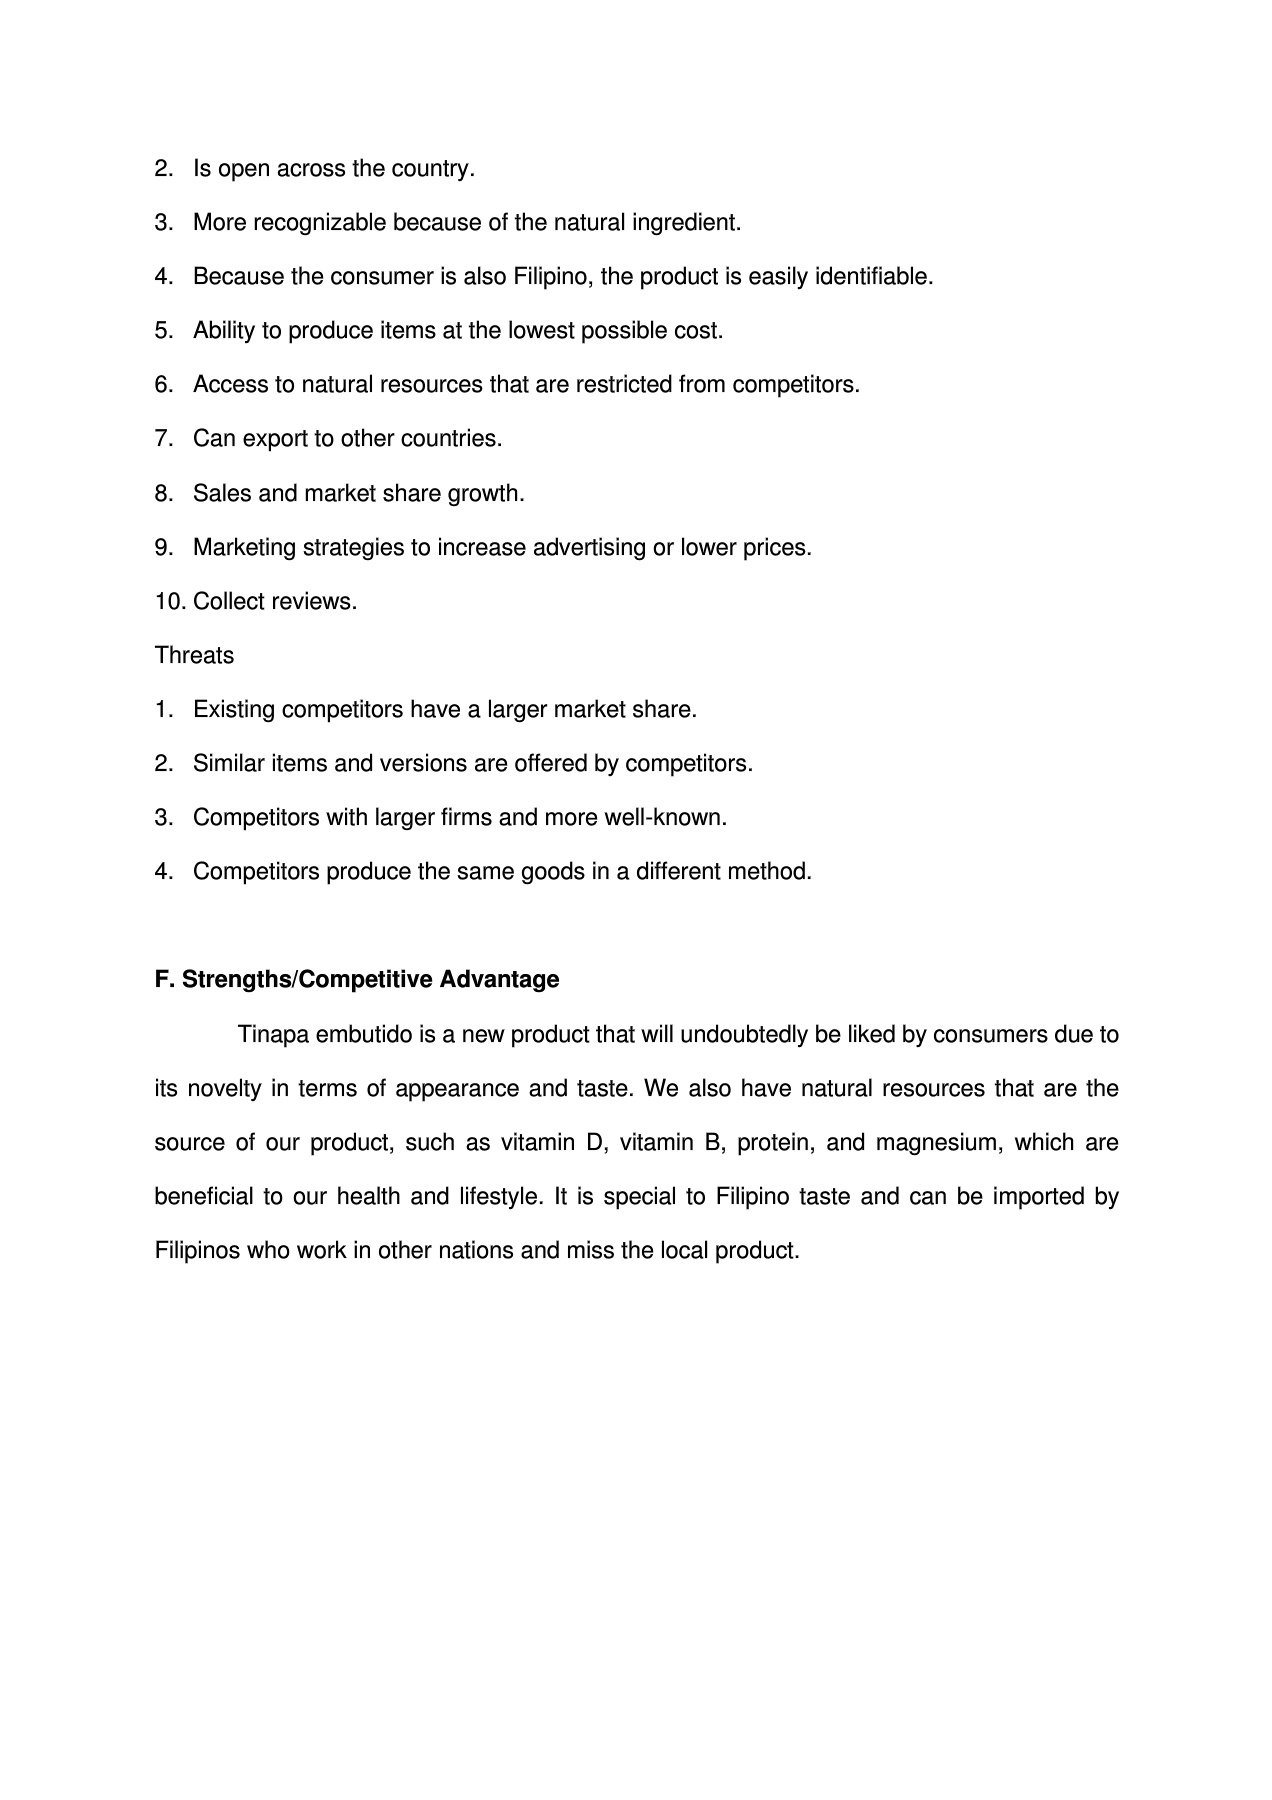 2. Is open across the country.
3. More recognizable because of the natural ingredient.
4. Because the consumer is also Filipino, the product is easily identifiable.
5. Ability to produce items at the lowest possible cost.
6. Access to natural resources that are restricted from competitors.
7. Can export to other countries.
8. Sales and market share growth.
9. Marketing strategies to increase advertising or lower prices.
10. Collect reviews.
Threats
1. Existing competitors have a larger market share.
2. Similar items and versions are offered by competitors.
3. Competitors with larger firms and more well-known.
4. Competitors produce the same goods in a different method.
F. Strengths/Competitive Advantage
Tinapa embutido is a new product that will undoubtedly be liked by consumers due to
its novelty in terms of appearance and taste. We also have natural resources that are the
source of our product, such as vitamin D, vitamin B, protein, and magnesium, which are
beneficial to our health and lifestyle. It is special to Filipino taste and can be imported by
Filipinos who work in other nations and miss the local product.